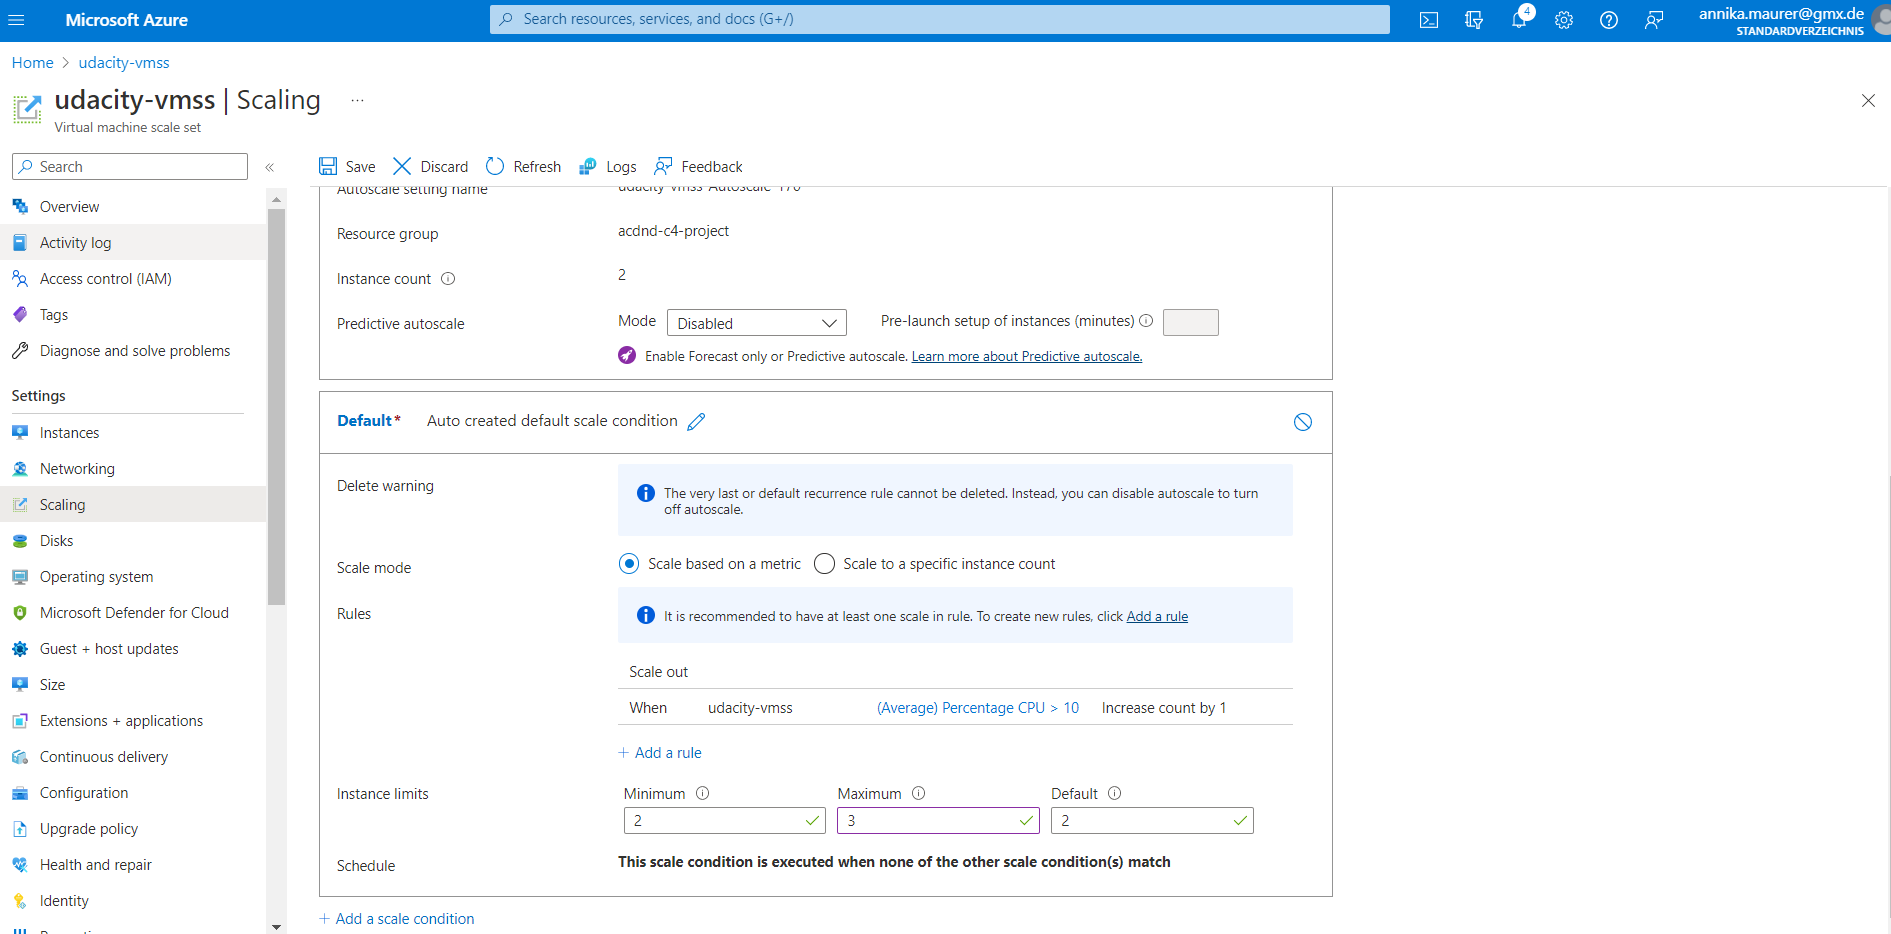 Microsoft Azure
Search resources, services, and docs (G+/)
4
annika.maurer@gmx.de
STANDARDVERZEICHNIS
Home > udacity-vmss
udacity-vmss | Scaling ...
Virtual machine scale set
Search
«
Overview
Activity log
Access control (IAM)
Tags
Diagnose and solve problems
Settings
Instances
Networking
Scaling
Disks
Operating system
Microsoft Defender for Cloud
Guest + host updates
Size
Extensions + applications
Continuous delivery
Configuration
Upgrade policy
Health and repair
Identity
Save Discard Refresh Logs Feedback
Autoscale setting name udacity-vmss-Autoscale-170
Resource group acdnd-c4-project
Instance count 2
Predictive autoscale Mode Disabled Pre-launch setup of instances (minutes)
Enable Forecast only or Predictive autoscale. Learn more about Predictive autoscale.
Default* Auto created default scale condition
Delete warning
The very last or default recurrence rule cannot be deleted. Instead, you can disable autoscale to turn
off autoscale.
Scale mode Scale based on a metric Scale to a specific instance count
Rules
It is recommended to have at least one scale in rule. To create new rules, click Add a rule
Scale out
When udacity-vmss (Average) Percentage CPU > 10 Increase count by 1
+ Add a rule
Instance limits Minimum Maximum Default
2 3 2
Schedule This scale condition is executed when none of the other scale condition(s) match
+ Add a scale condition